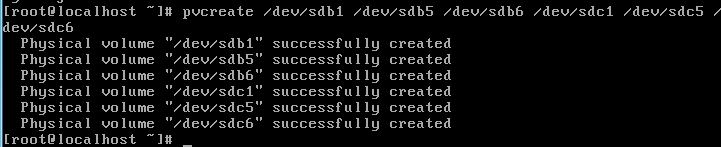 [root@localhost ~]# pvcreate /dev/sdb1 /dev/sdb5 /dev/sdb6 /dev/sdc1 /dev/sdc5 /
dev/sdc6
  Physical volume "/dev/sdb1" successfully created
  Physical volume "/dev/sdb5" successfully created
  Physical volume "/dev/sdb6" successfully created
  Physical volume "/dev/sdc1" successfully created
  Physical volume "/dev/sdc5" successfully created
  Physical volume "/dev/sdc6" successfully created
[root@localhost ~]# _